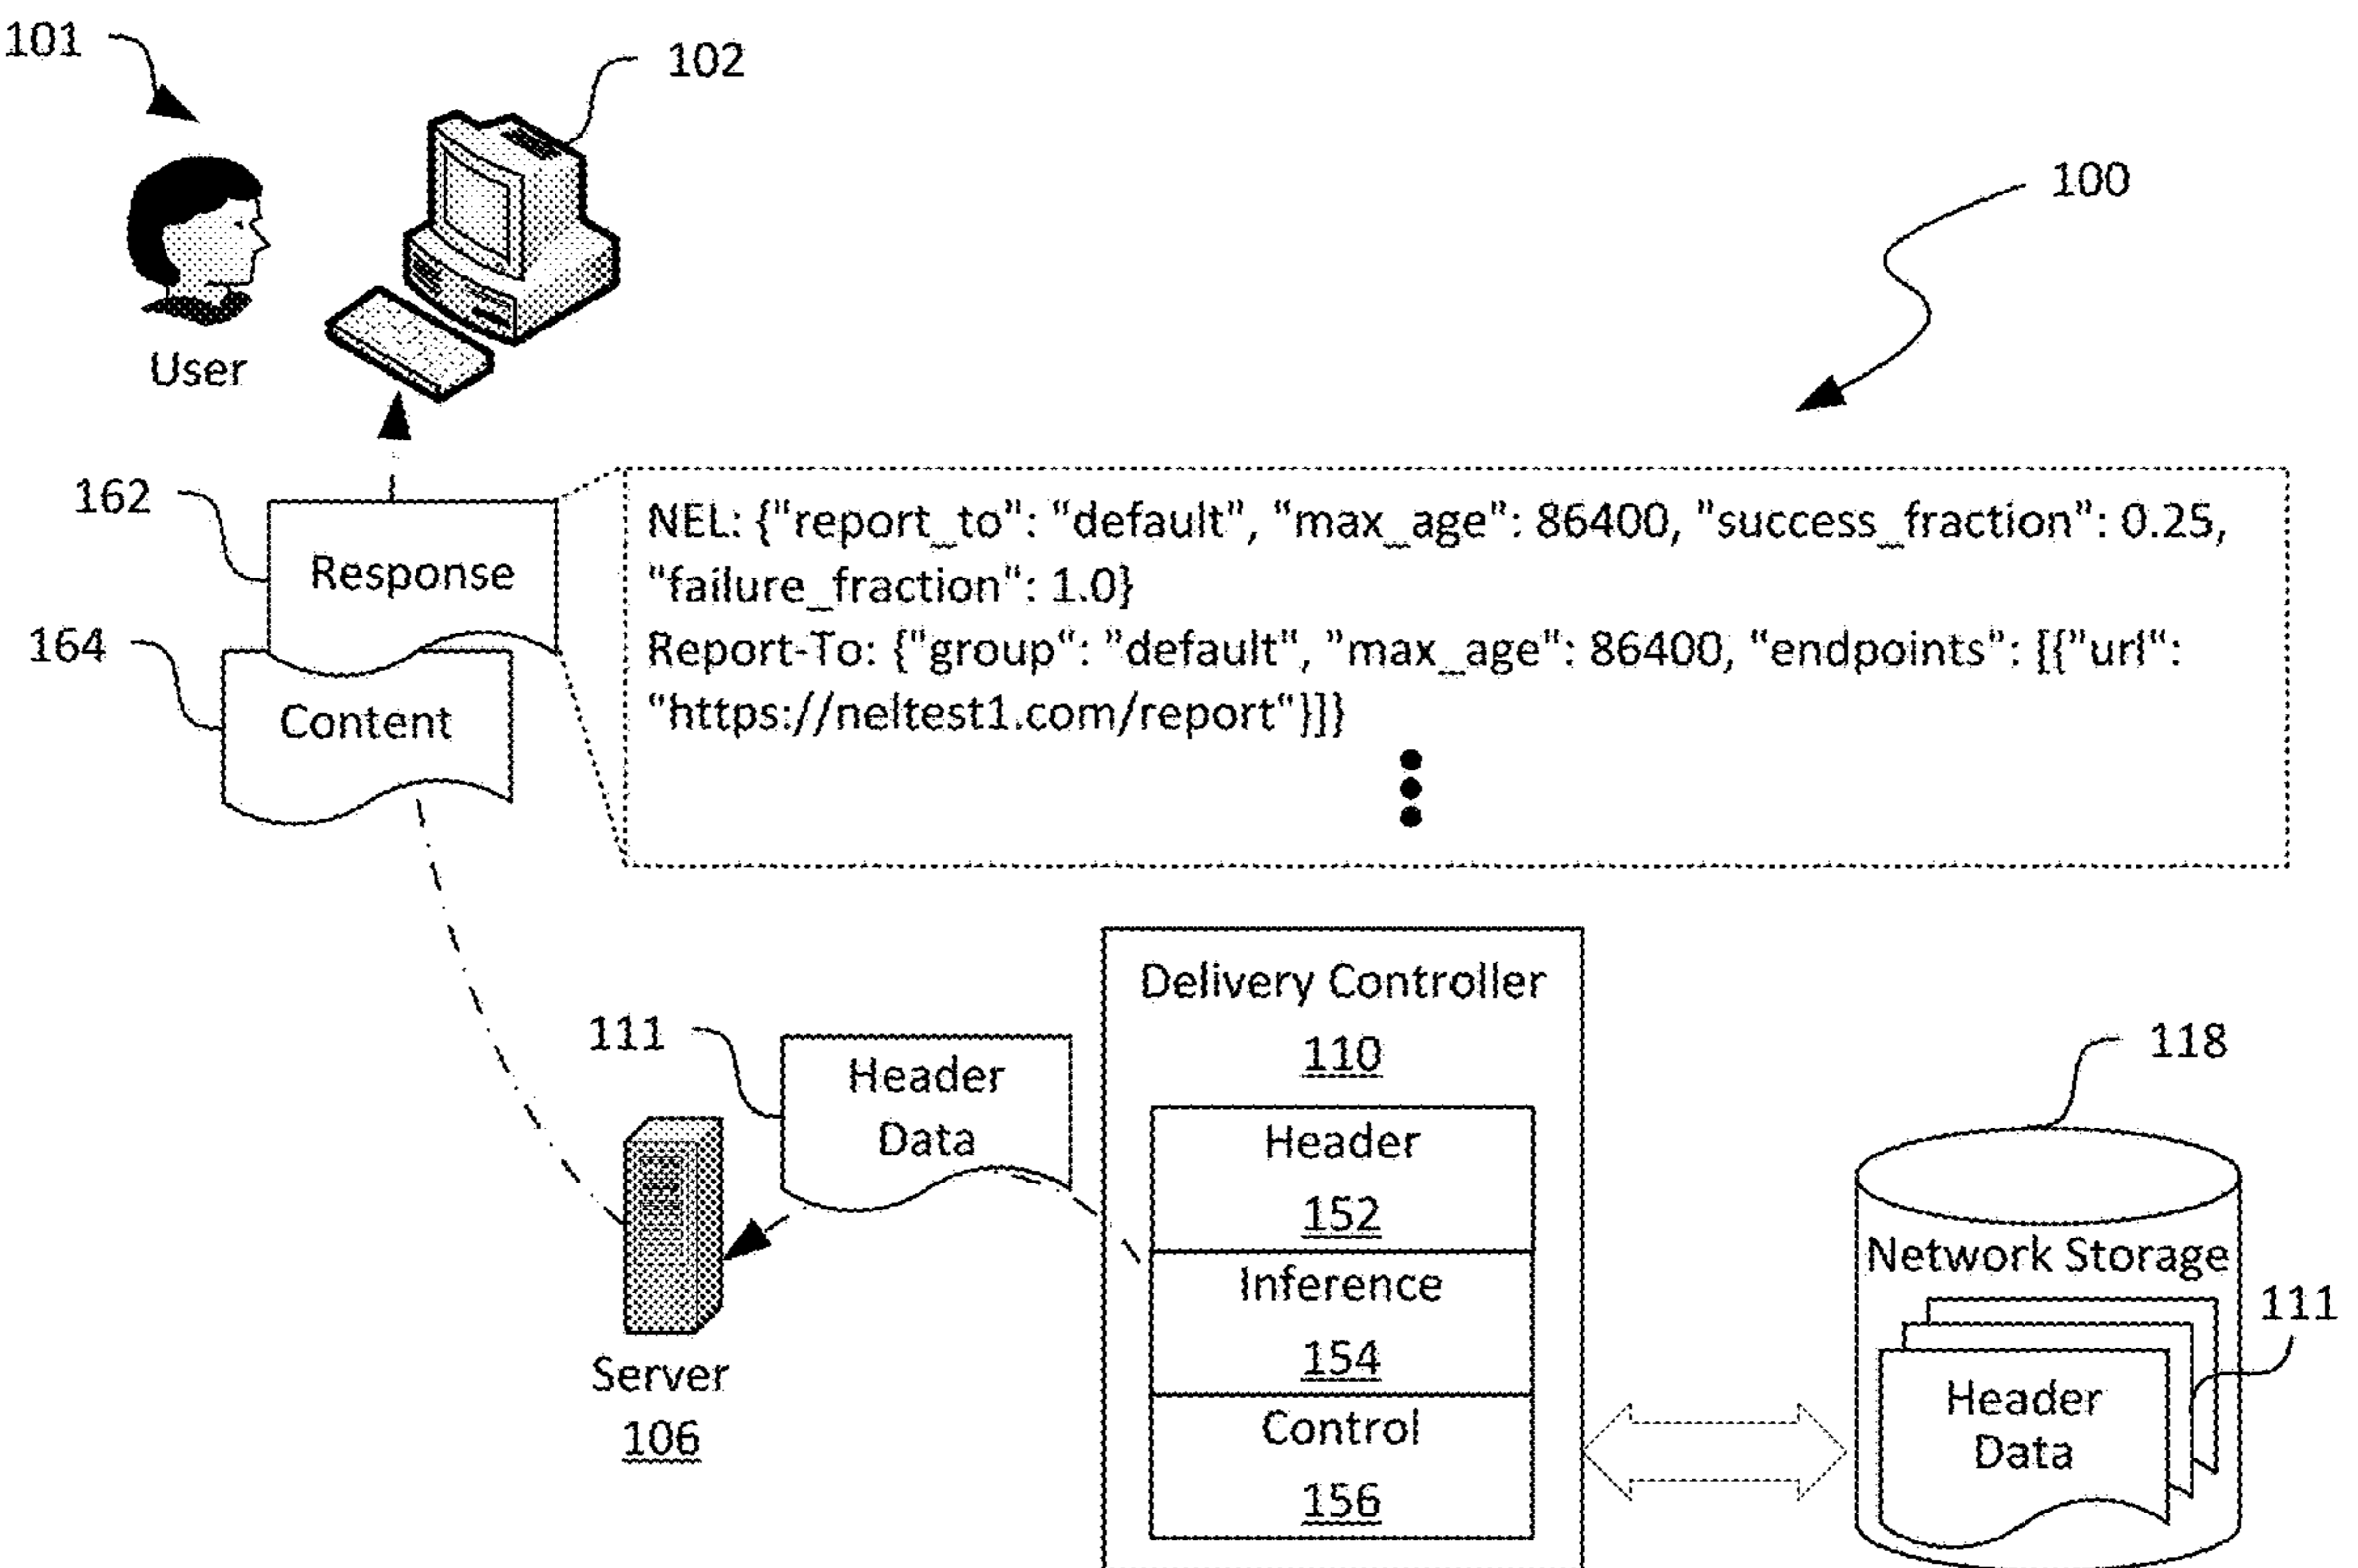 101
102
100
User
162
Response
164
Content
NEL: {"report_to": "default", "max_age": 86400, "success_fraction": 0.25,
"failure_fraction": 1.0}
Report-To: {"group": "default", "max_age": 86400, "endpoints": [{"url":
"https://neltest1.com/report"}]}
Delivery Controller
110
111
Header
Data
Header
152
Inference
154
Control
156
Server
106
118
Network Storage
111
Header
Data